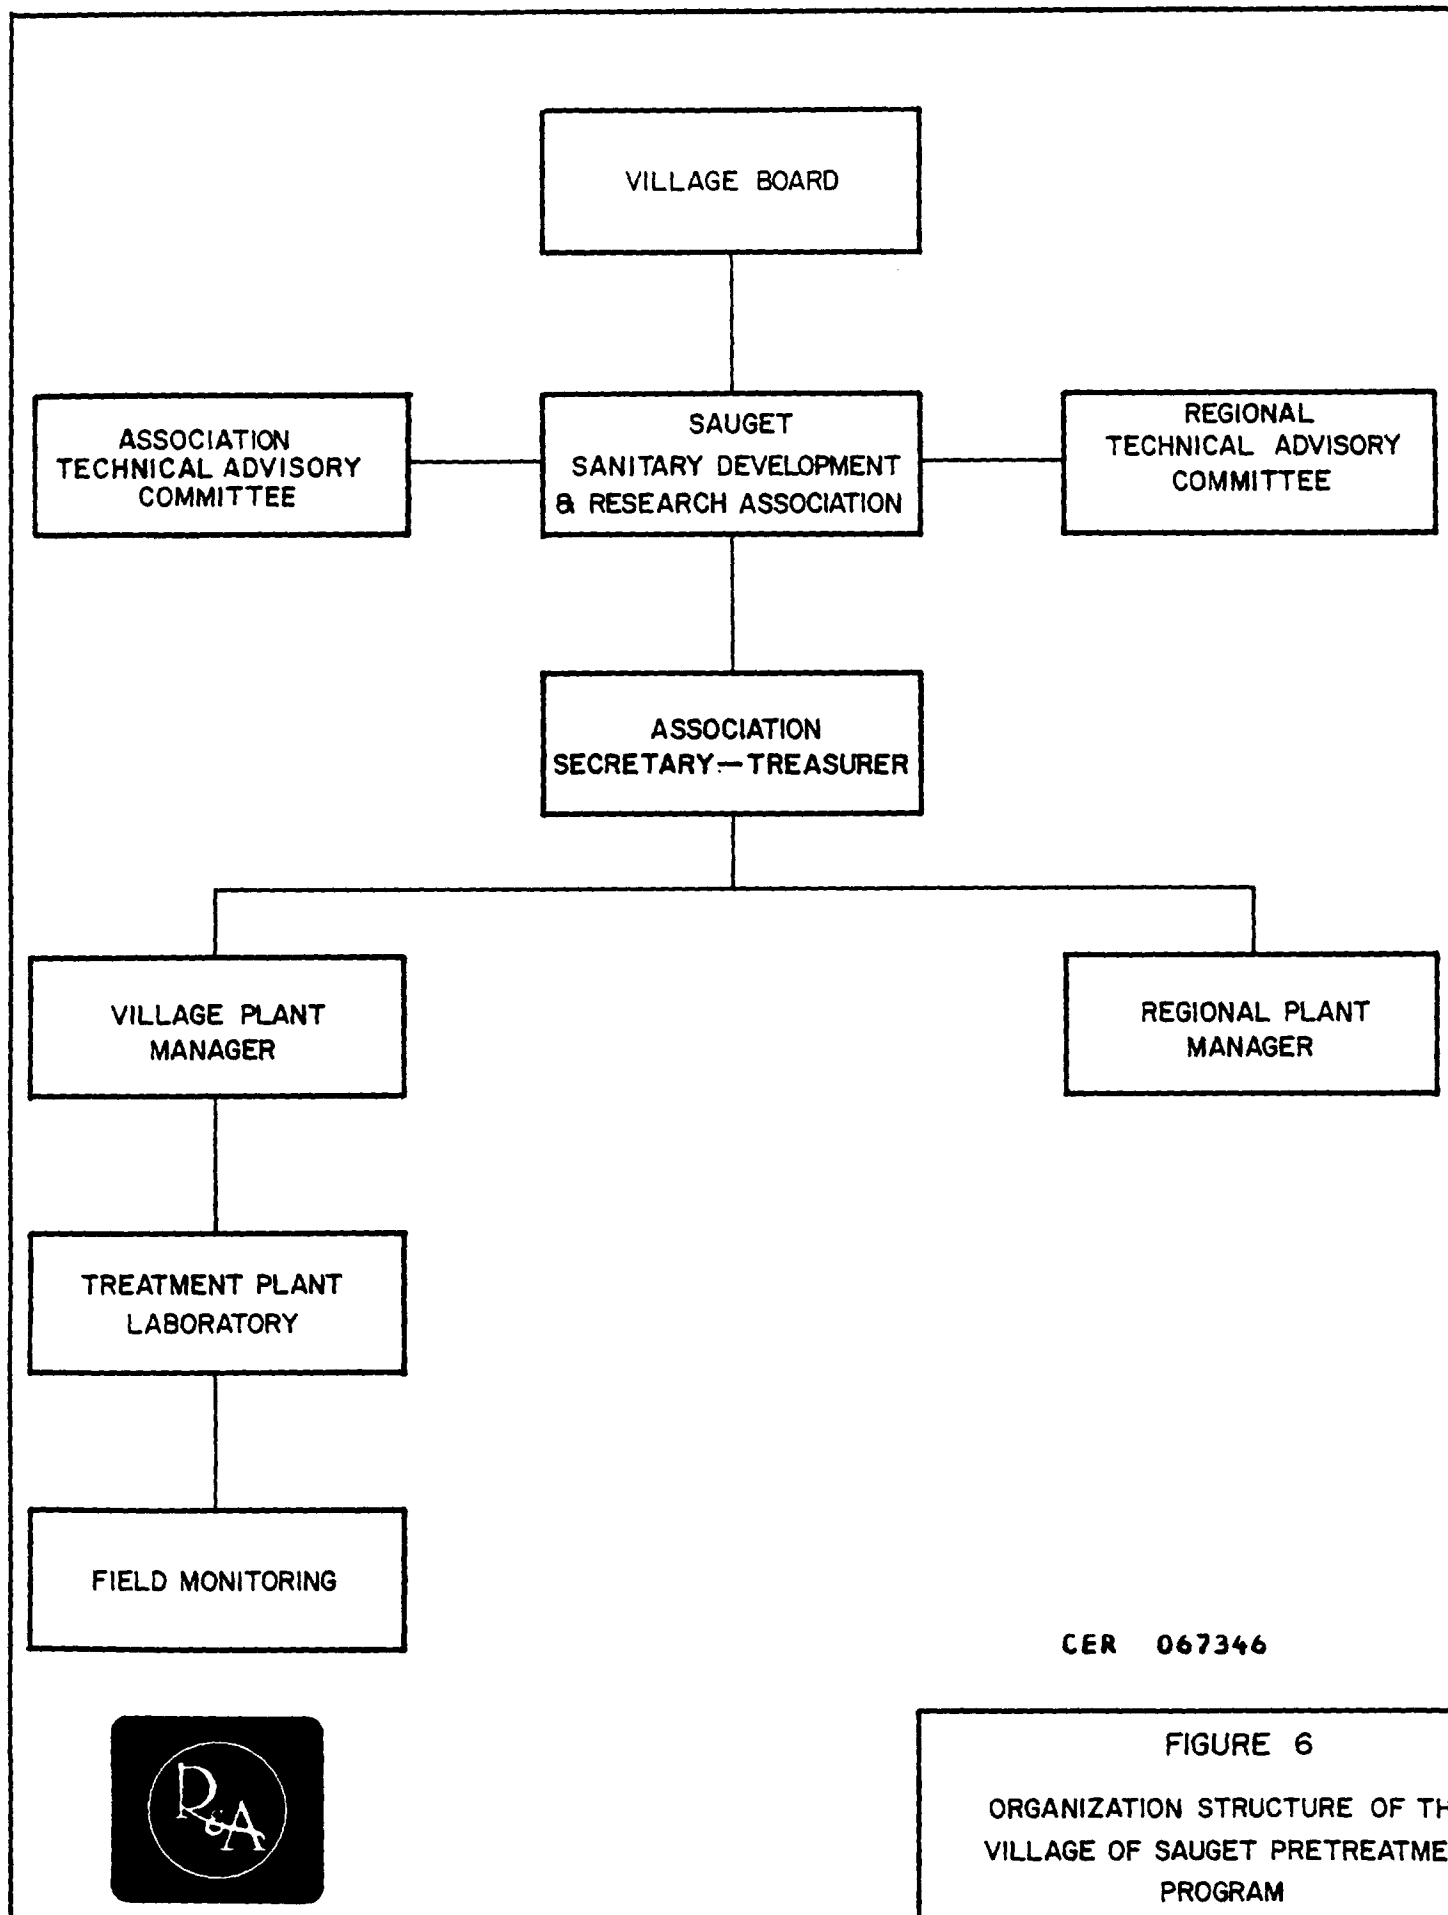 VILLAGE BOARD
ASSOCIATION
TECHNICAL ADVISORY
COMMITTEE
SAUGET
SANITARY DEVELOPMENT
& RESEARCH ASSOCIATION
REGIONAL
TECHNICAL ADVISORY
COMMITTEE
ASSOCIATION
SECRETARY—TREASURER
VILLAGE PLANT
MANAGER
REGIONAL PLANT
MANAGER
TREATMENT PLANT
LABORATORY
FIELD MONITORING
CER 067346
R&A
FIGURE 6
ORGANIZATION STRUCTURE OF TH
VILLAGE OF SAUGET PRETREATME
PROGRAM